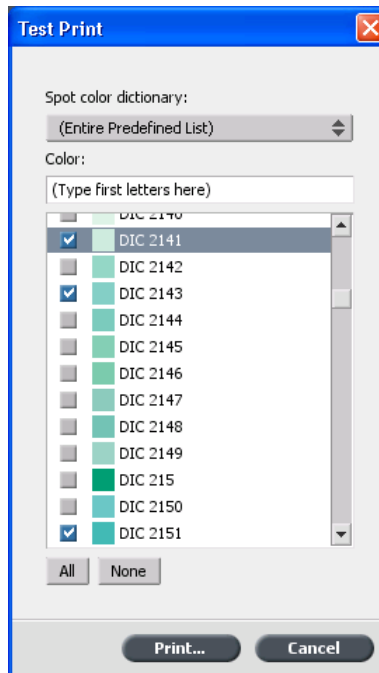 Test Print
Spot color dictionary:
(Entire Predefined List)
Color:
(Type first letters here)
DIC 2140
DIC 2141
DIC 2142
DIC 2143
DIC 2144
DIC 2145
DIC 2146
DIC 2147
DIC 2148
DIC 2149
DIC 215
DIC 2150
DIC 2151
All None
Print... Cancel